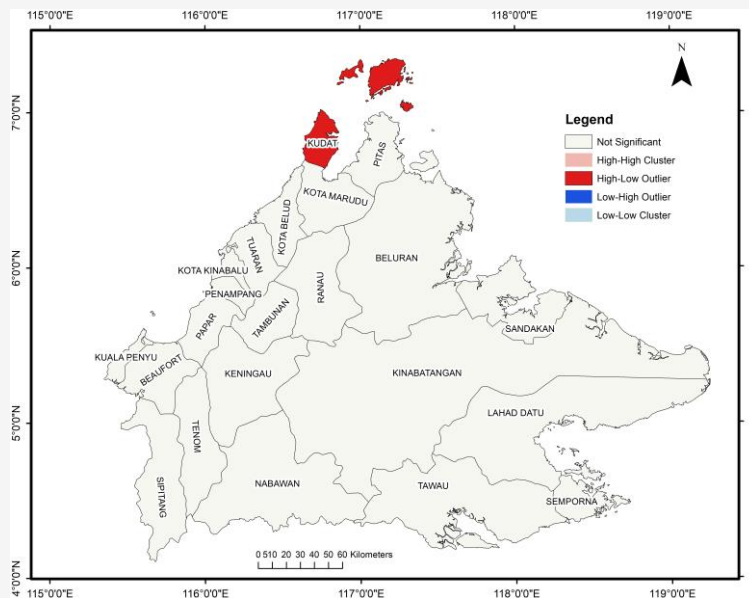 115°0'0"E 116°0'0"E 117°0'0"E 118°0'0"E 119°0'0"E
N
7°0'0"N
Legend
Not Significant
High-High Cluster
High-Low Outlier
Low-High Outlier
Low-Low Cluster
KUDAT
PITAS
KOTA MARUDU
KOTA BELUD
TUARAN
BELURAN
6°0'0"N
KOTA KINABALU
RANAU
PENAMPANG
TAMBUNAN
PAPAR
SANDAKAN
KUALA PENYU
BEAUFORT
KENINGAU
KINABATANGAN
LAHAD DATU
5°0'0"N
TENOM
SIPITANG
NABAWAN
TAWAU
SEMPORNA
0 510 20 30 40 50 60 Kilometers
4°0'0"N
115°0'0"E 116°0'0"E 117°0'0"E 118°0'0"E 119°0'0"E